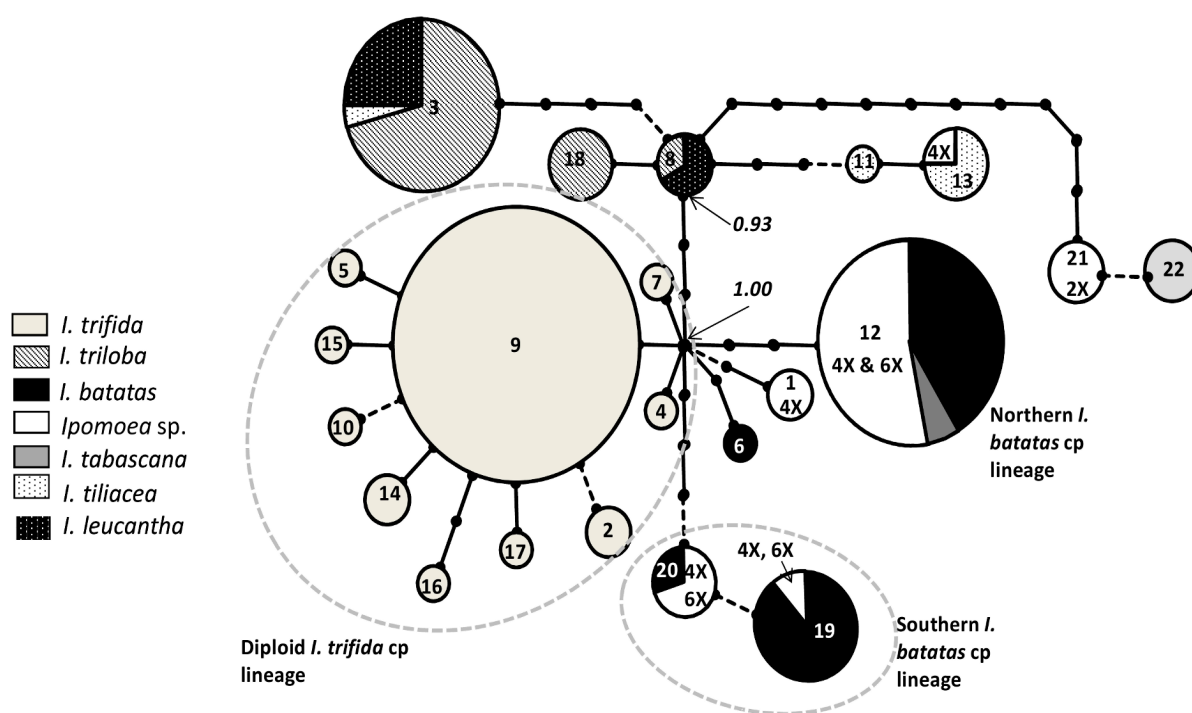 3
18
8
11
4X
13
0.93
5
7
1.00
21
2X
22
I. trifida
I. triloba
I. batatas
Ipomoea sp.
I. tabascana
I. tiliacea
I. leucantha
15
9
12
4X & 6X
10
4
1
4X
6
Northern I.
batatas cp
lineage
14
2
17
16
20
4X
6X
4X, 6X
19
Diploid I. trifida cp
lineage
Southern I.
batatas cp
lineage